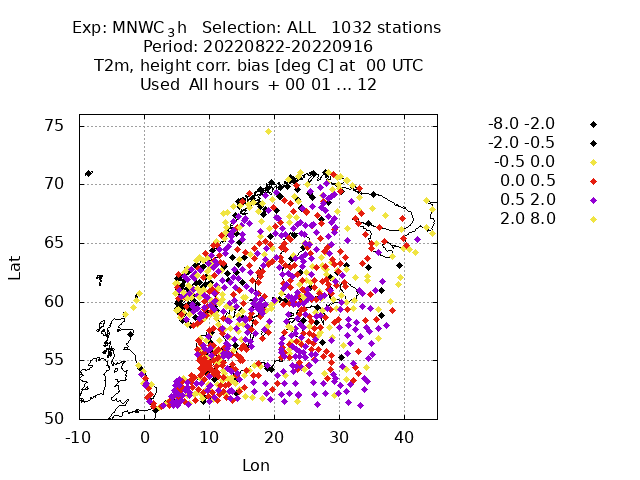 Exp: MNWC_3h Selection: ALL 1032 stations
Period: 20220822-20220916
T2m, height corr. bias [deg C] at 00 UTC
Used All hours + 00 01 ... 12
-8.0 -2.0
-2.0 -0.5
-0.5 0.0
0.0 0.5
0.5 2.0
2.0 8.0
75
70
65
60
55
50
Lat
-10 0 10 20 30 40
Lon